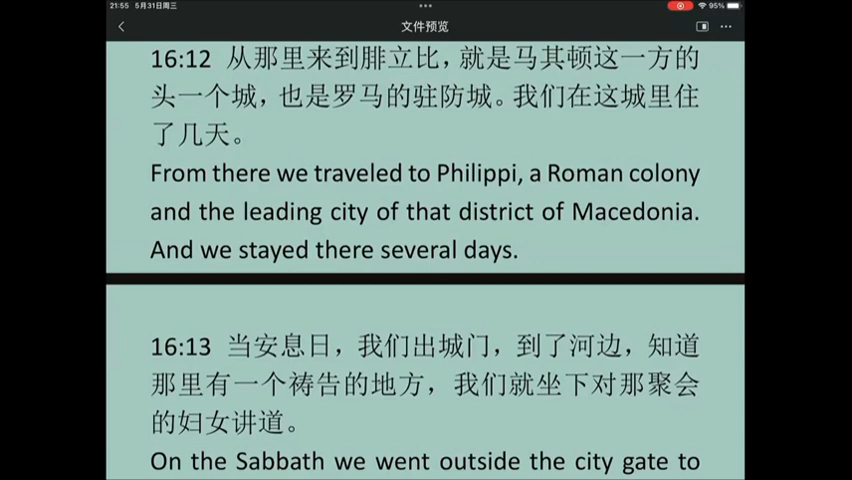 21:55 5月31日周三
95%
文件预览
16:12 从那里来到腓立比，就是马其顿这一方的
头一个城，也是罗马的驻防城。我们在这城里住
了几天。
From there we traveled to Philippi, a Roman colony
and the leading city of that district of Macedonia.
And we stayed there several days.
16:13 当安息日，我们出城门，到了河边，知道
那里有一个祷告的地方，我们就坐下对那聚会
的妇女讲道。
On the Sabbath we went outside the city gate to